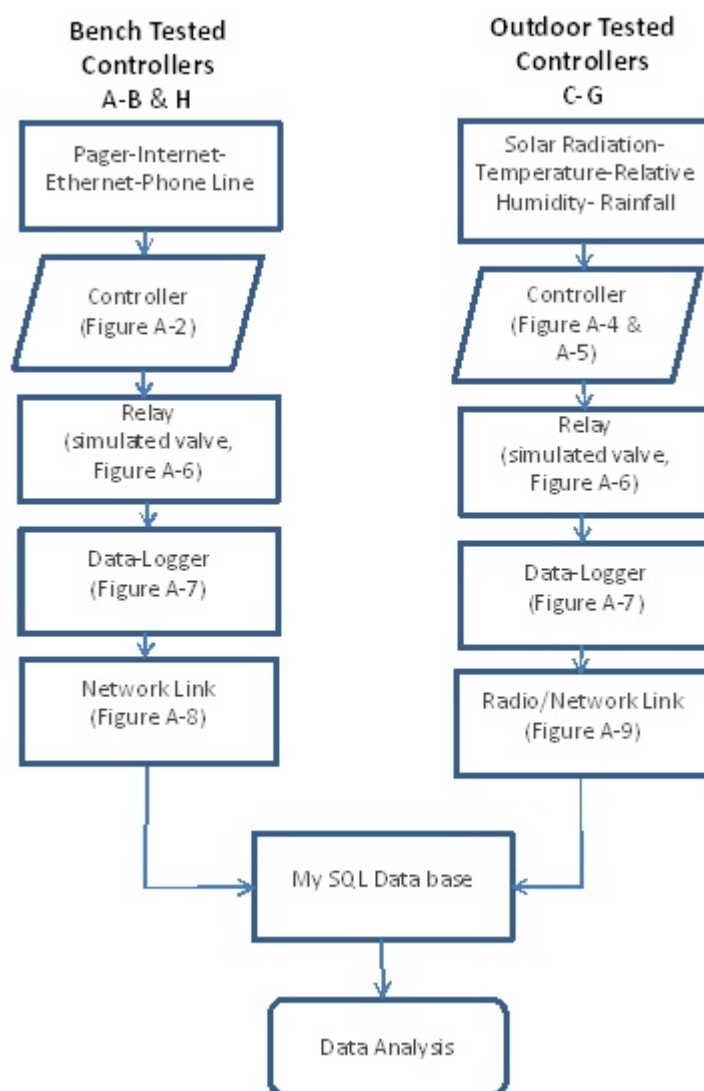 Bench Tested
Controllers
A-B & H
Pager-Internet-
Ethernet-Phone Line
Controller
(Figure A-2)
Relay
(simulated valve,
Figure A-6)
Data-Logger
(Figure A-7)
Network Link
(Figure A-8)
Outdoor Tested
Controllers
C-G
Solar Radiation-
Temperature-Relative
Humidity- Rainfall
Controller
(Figure A-4 &
A-5)
Relay
(simulated valve,
Figure A-6)
Data-Logger
(Figure A-7)
Radio/Network Link
(Figure A-9)
My SQL Data base
Data Analysis